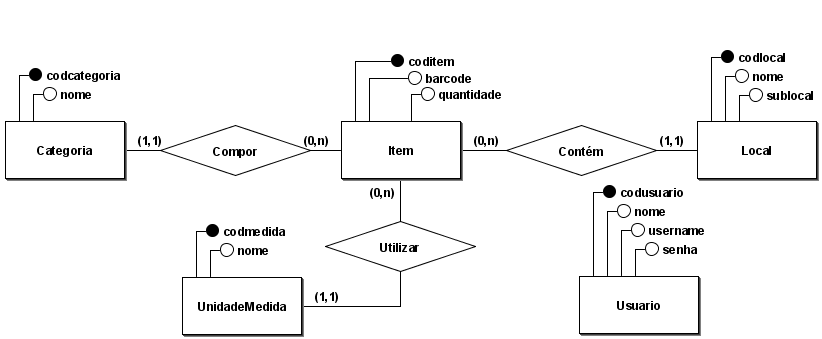 codcategoria
nome
Categoria
(1,1)
Compor
(0,n)
coditem
barcode
quantidade
Item
(0,n)
Contém
(1,1)
codlocal
nome
sublocal
Local
(0,n)
Utilizar
(1,1)
codmedida
nome
UnidadeMedida
codusuario
nome
username
senha
Usuario